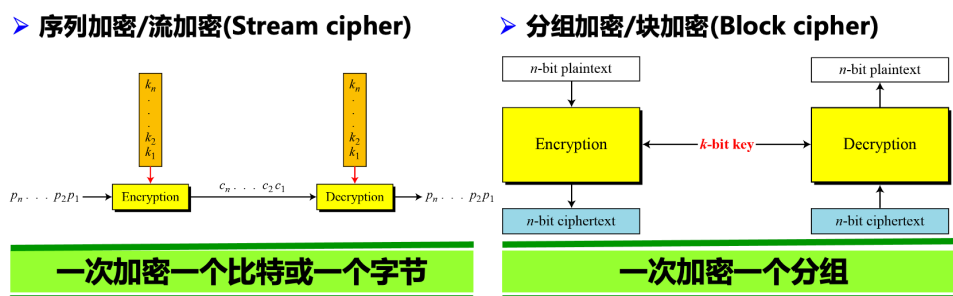 ➢ 序列加密/流加密(Stream cipher)
kₙ
.
.
.
k₂
k₁
kₙ
.
.
.
k₂
k₁
pₙ . . . p₂p₁
Encryption
cₙ . . . c₂c₁
Decryption
pₙ . . . p₂p₁
一次加密一个比特或一个字节
➢ 分组加密/块加密(Block cipher)
n-bit plaintext
n-bit plaintext
Encryption
k-bit key
Decryption
n-bit ciphertext
n-bit ciphertext
一次加密一个分组